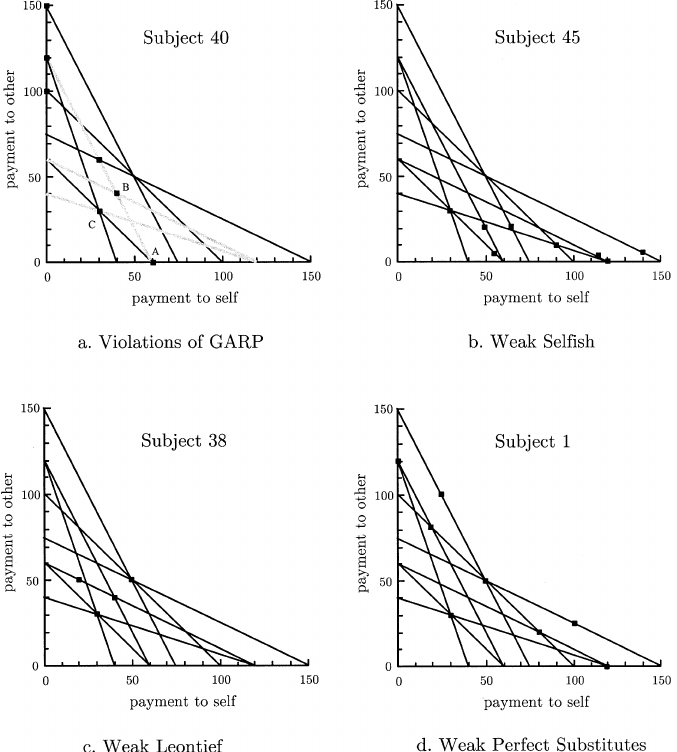 150
Subject 40
100
payment to other
50
B
C
A
0
0 50 100 150
payment to self
a. Violations of GARP
150
Subject 45
100
payment to other
50
0
0 50 100 150
payment to self
b. Weak Selfish
150
Subject 38
100
payment to other
50
0
0 50 100 150
payment to self
c. Weak Leontief
150
Subject 1
100
payment to other
50
0
0 50 100 150
payment to self
d. Weak Perfect Substitutes